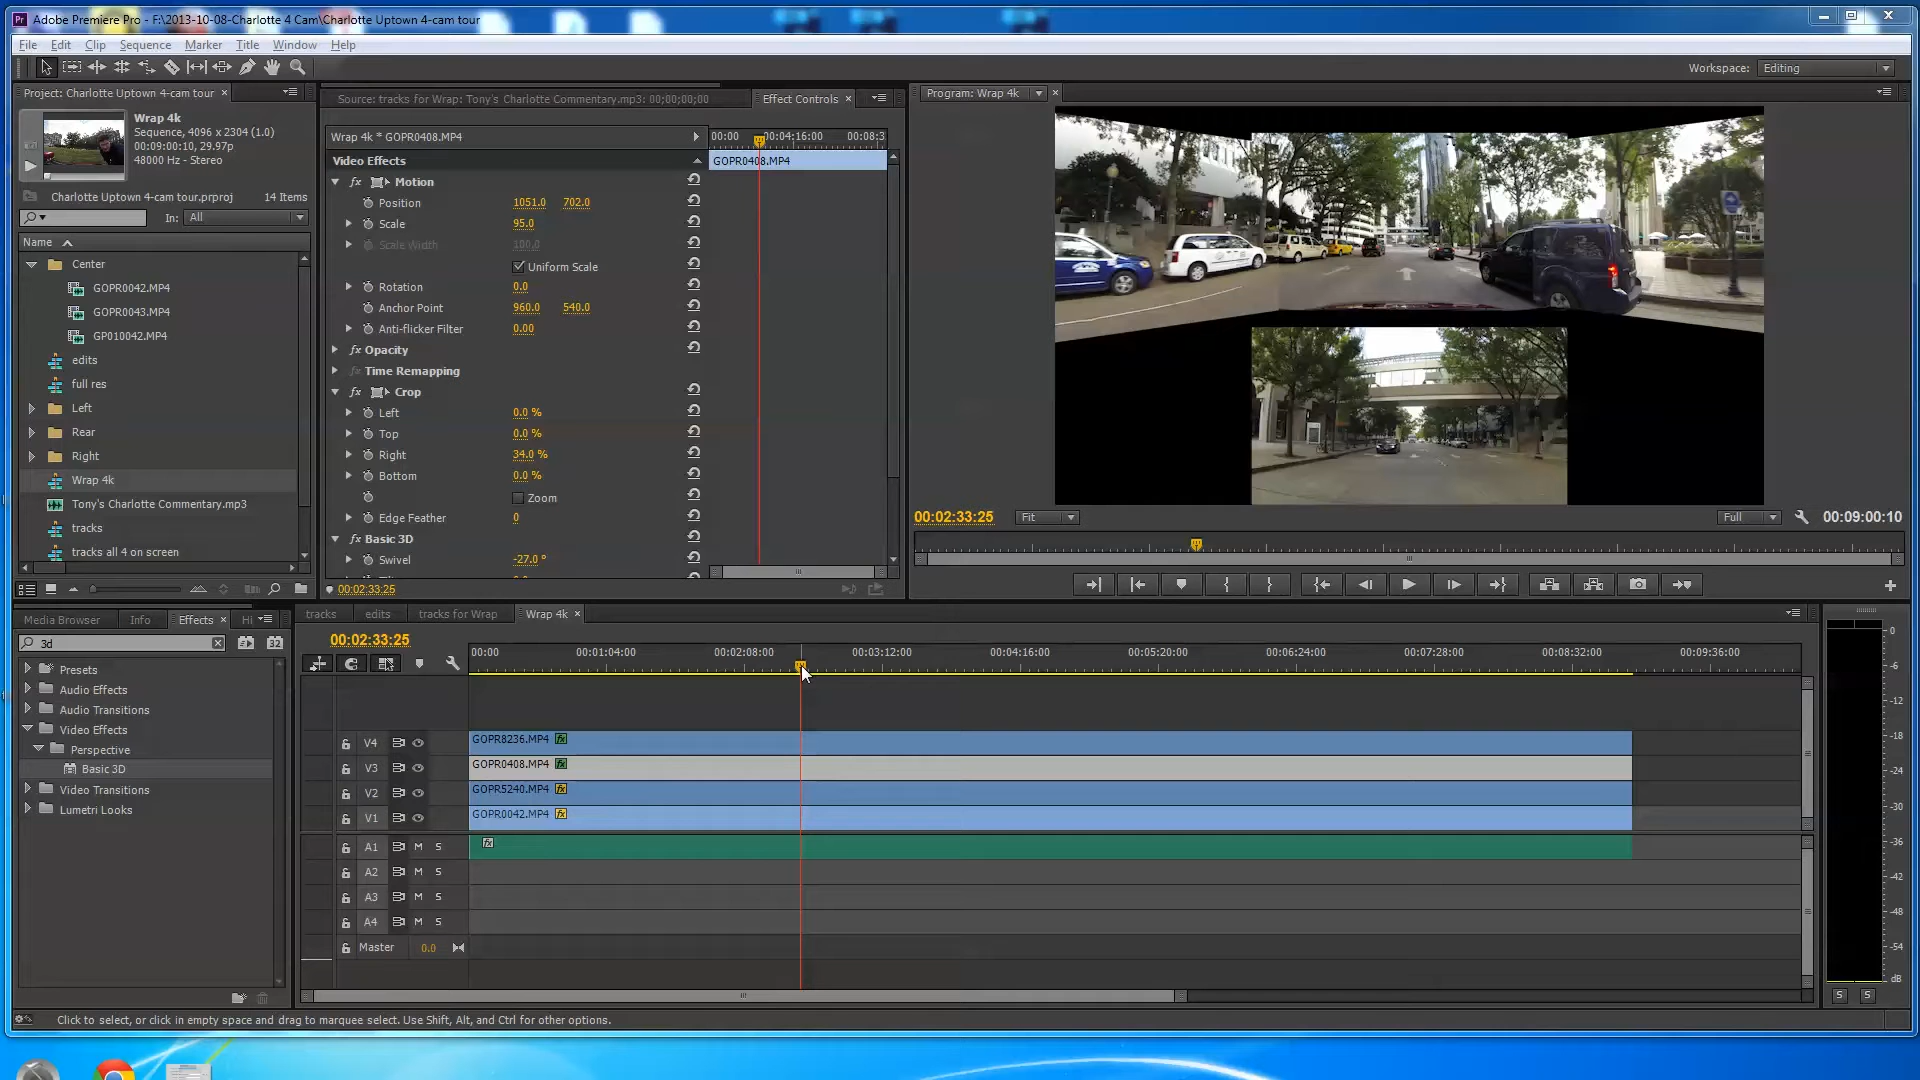 Adobe Premiere Pro - F:\2013-10-08-Charlotte 4 Cam\Charlotte Uptown 4-cam tour
File Edit Clip Sequence Marker Title Window Help
Workspace: Editing
Project: Charlotte Uptown 4-cam tour
Wrap 4k
Sequence, 4096 x 2304 (1.0)
00:09:00:10, 29.97p
48000 Hz - Stereo
Charlotte Uptown 4-cam tour.prproj 14 Items
In: All
Name
Center
GOPR0042.MP4
GOPR0043.MP4
GP010042.MP4
edits
full res
Left
Rear
Right
Wrap 4k
Tony's Charlotte Commentary.mp3
tracks
tracks all 4 on screen
Source: tracks for Wrap: Tony's Charlotte Commentary.mp3: 00;00;00;00
Effect Controls
Wrap 4k * GOPR0408.MP4
00:00 00:04:16:00 00:08:3
Video Effects
GOPR0408.MP4
fx Motion
Position 1051.0 702.0
Scale 95.0
Scale Width 100.0
Uniform Scale
Rotation 0.0
Anchor Point 960.0 540.0
Anti-flicker Filter 0.00
fx Opacity
fx Time Remapping
fx Crop
Left 0.0 %
Top 0.0 %
Right 34.0 %
Bottom 0.0 %
Zoom
Edge Feather 0
fx Basic 3D
Swivel -27.0 °
00:02:33:25
Program: Wrap 4k
00:02:33:25 Fit Full 00:09:00:10
Media Browser Info Effects Hi
3d
32
Presets
Audio Effects
Audio Transitions
Video Effects
Perspective
Basic 3D
Video Transitions
Lumetri Looks
tracks edits tracks for Wrap Wrap 4k
00:02:33:25
00:00 00:01:04:00 00:02:08:00 00:03:12:00 00:04:16:00 00:05:20:00 00:06:24:00 00:07:28:00 00:08:32:00 00:09:36:00
V4 GOPR8236.MP4 fx
V3 GOPR0408.MP4 fx
V2 GOPR5240.MP4 fx
V1 GOPR0042.MP4 fx
A1 M S fx
A2 M S
A3 M S
A4 M S
Master 0.0
0
-6
-12
-18
-24
-30
-36
-42
-48
-54
dB
S S
Click to select, or click in empty space and drag to marquee select. Use Shift, Alt, and Ctrl for other options.